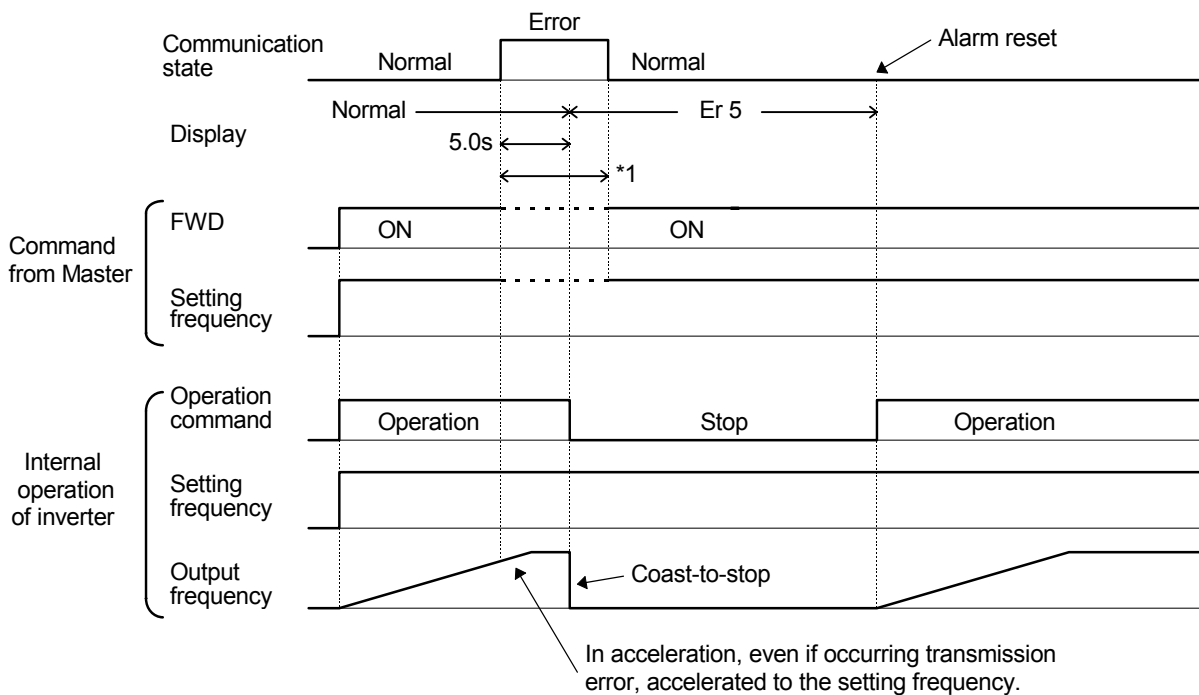 Error
Communication
state
Normal
Normal
Alarm reset
Display
Normal
Er 5
5.0s
*1
Command
from Master
FWD
ON
ON
Setting
frequency
Internal
operation
of inverter
Operation
command
Operation
Stop
Operation
Setting
frequency
Output
frequency
Coast-to-stop
In acceleration, even if occurring transmission
error, accelerated to the setting frequency.